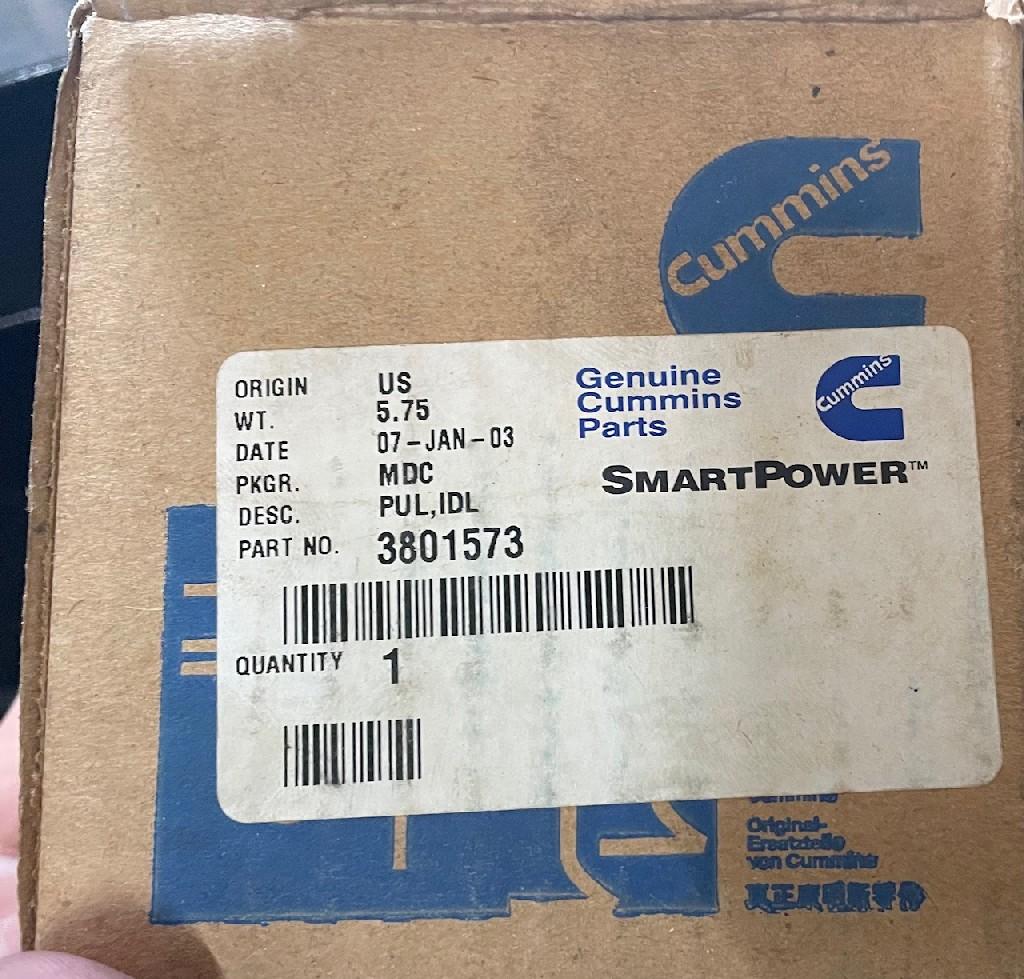 Cummins
ORIGIN US
WT. 5.75
DATE 07-JAN-03
PKGR. MDC
DESC. PUL,IDL
PART NO. 3801573
QUANTITY 1
Genuine
Cummins
Parts
Cummins
SMARTPOWER™
Cummins
Original-
Ersatzteile
von Cummins